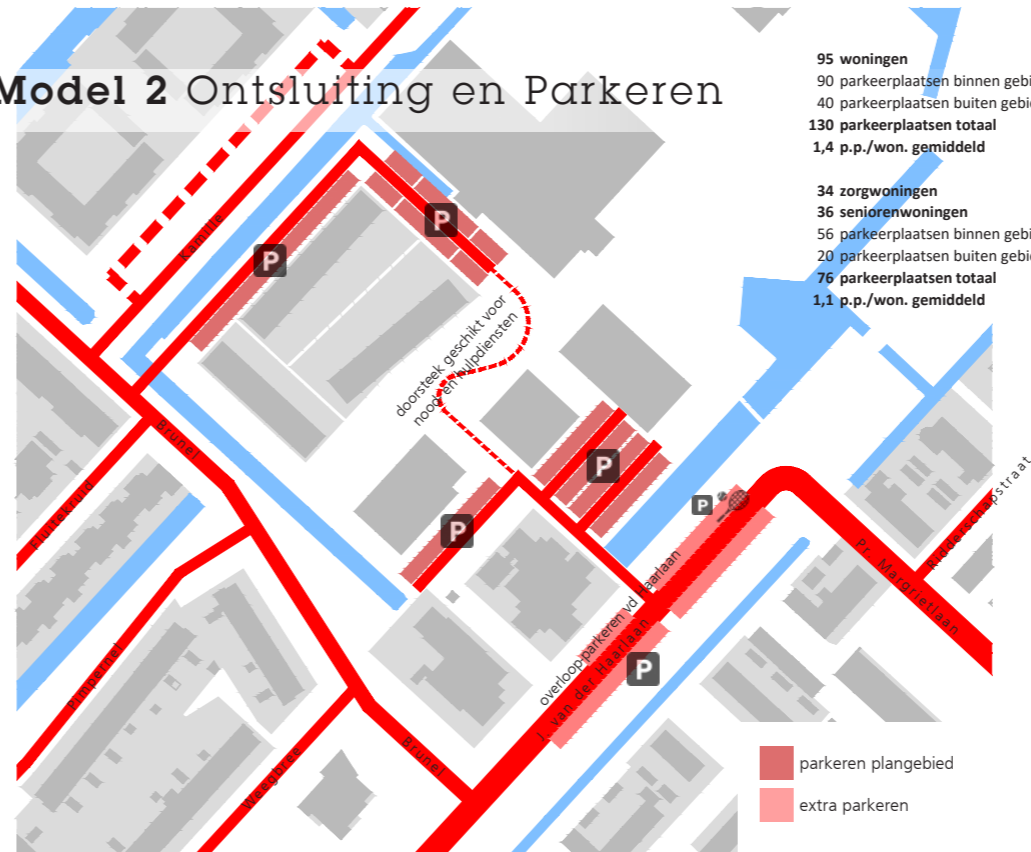 Model 2 Ontsluiting en Parkeren
95 woningen
90 parkeerplaatsen binnen gebi
40 parkeerplaatsen buiten gebie
130 parkeerplaatsen totaal
1,4 p.p./won. gemiddeld
34 zorgwoningen
36 seniorenwoningen
56 parkeerplaatsen binnen gebi
20 parkeerplaatsen buiten gebie
76 parkeerplaatsen totaal
1,1 p.p./won. gemiddeld
Kamille
P
P
doorsteek geschikt voor
nood- en hulpdiensten
Brunel
Fluitekruid
P
P
P
Ridderschapstraat
Pr. Margrietlaan
overloop-parkeren vd Haarlaan
J. van der Haarlaan
P
Pimpernel
Brunel
Weegbree
parkeren plangebied
extra parkeren